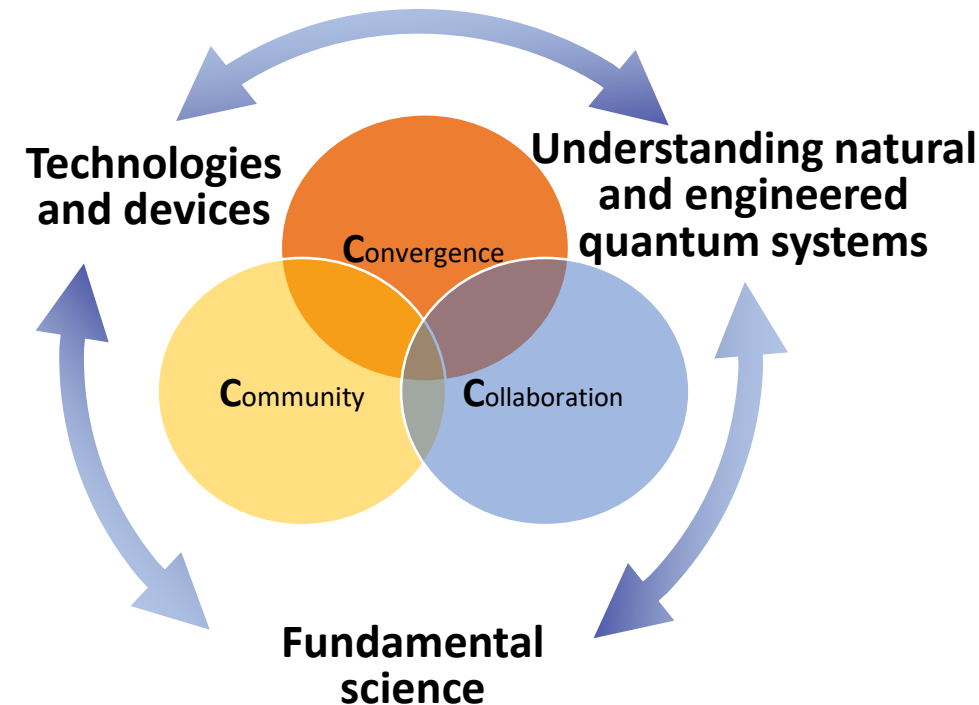 Technologies
and devices
Understanding natural
and engineered
quantum systems
Convergence
Community
Collaboration
Fundamental
science